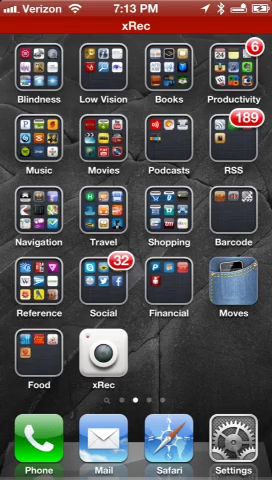 Verizon 7:13 PM
xRec
6
Blindness Low Vision Books Productivity
189
Music Movies Podcasts RSS
Navigation Travel Shopping Barcode
32
Reference Social Financial Moves
Food xRec
Phone Mail Safari Settings